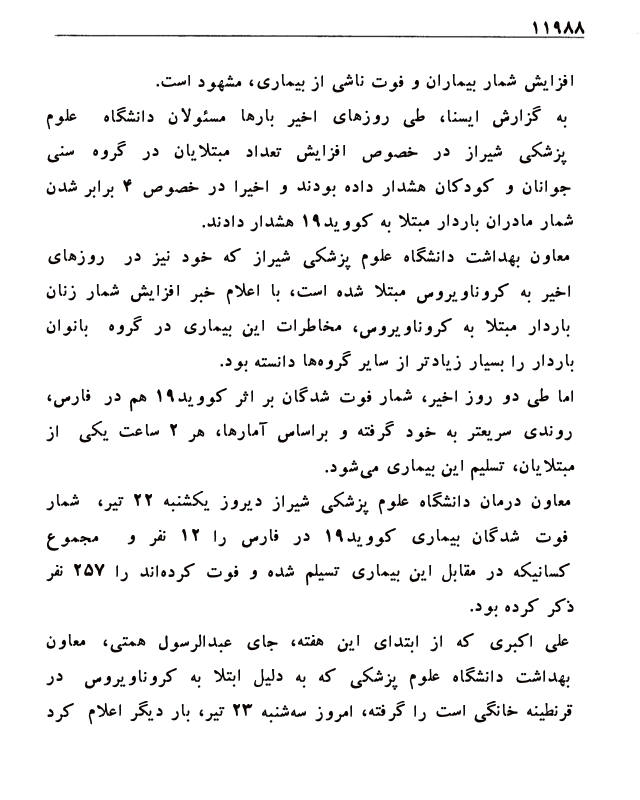 ۱۱۹۸۸
افزایش شمار بیماران و فوت ناشی از بیماری، مشهود است.
به گزارش ایسنا، طی روزهای اخیر بارها مسئولان دانشگاه علوم
پزشکی شیراز در خصوص افزایش تعداد مبتلایان در گروه سنی
جوانان و کودکان هشدار داده بودند و اخیرا در خصوص ۴ برابر شدن
شمار مادران باردار مبتلا به کووید۱۹ هشدار دادند.
معاون بهداشت دانشگاه علوم پزشکی شیراز که خود نیز در روزهای
اخیر به کروناویروس مبتلا شده است، با اعلام خبر افزایش شمار زنان
باردار مبتلا به کروناویروس، مخاطرات این بیماری در گروه بانوان
باردار را بسیار زیادتر از سایر گروه‌ها دانسته بود.
اما طی دو روز اخیر، شمار فوت شدگان بر اثر کووید۱۹ هم در فارس،
روندی سریعتر به خود گرفته و براساس آمارها، هر ۲ ساعت یکی از
مبتلایان، تسلیم این بیماری می‌شود.
معاون درمان دانشگاه علوم پزشکی شیراز دیروز یکشنبه ۲۲ تیر، شمار
فوت شدگان بیماری کووید۱۹ در فارس را ۱۲ نفر و مجموع
کسانیکه در مقابل این بیماری تسیلم شده و فوت کرده‌اند را ۲۵۷ نفر
ذکر کرده بود.
علی اکبری که از ابتدای این هفته، جای عبدالرسول همتی، معاون
بهداشت دانشگاه علوم پزشکی که به دلیل ابتلا به کروناویروس در
قرنطینه خانگی است را گرفته، امروز سه‌شنبه ۲۳ تیر، بار دیگر اعلام کرد